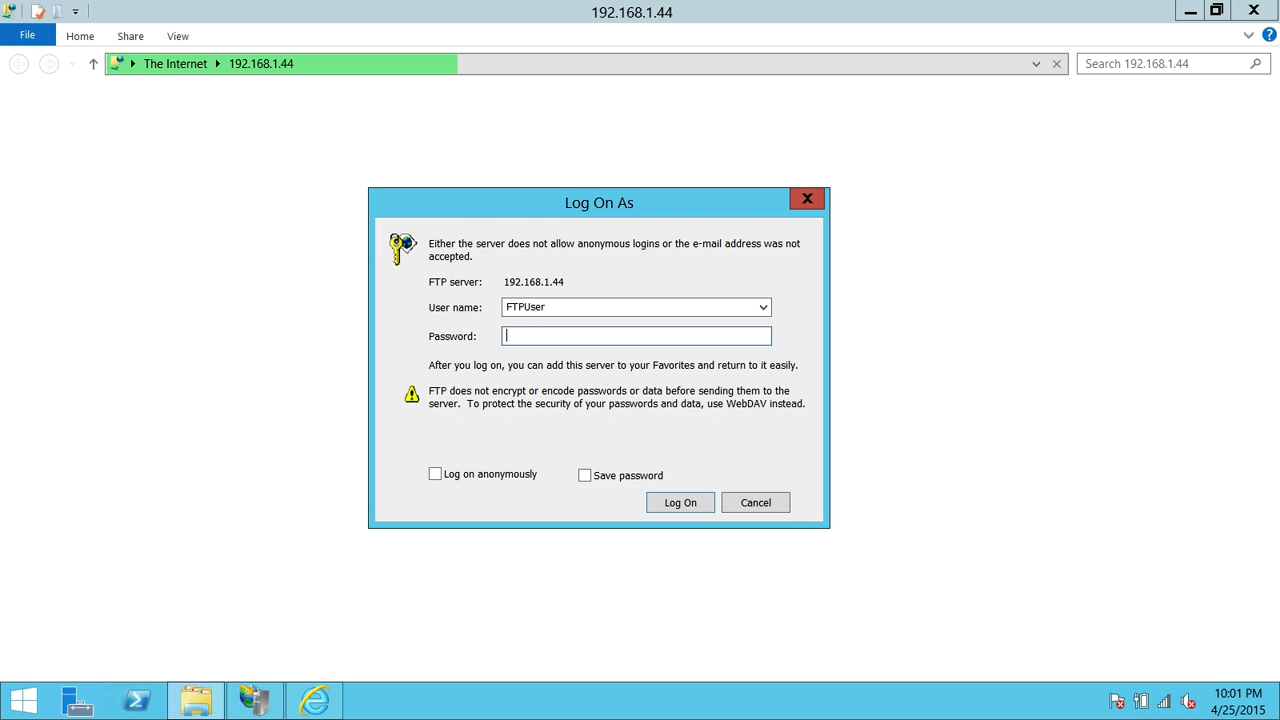 192.168.1.44
File Home Share View
The Internet 192.168.1.44 Search 192.168.1.44
Log On As
X
Either the server does not allow anonymous logins or the e-mail address was not
accepted.
FTP server: 192.168.1.44
User name: FTPUser
Password:
After you log on, you can add this server to your Favorites and return to it easily.
FTP does not encrypt or encode passwords or data before sending them to the
server. To protect the security of your passwords and data, use WebDAV instead.
Log on anonymously Save password
Log On Cancel
10:01 PM
4/25/2015